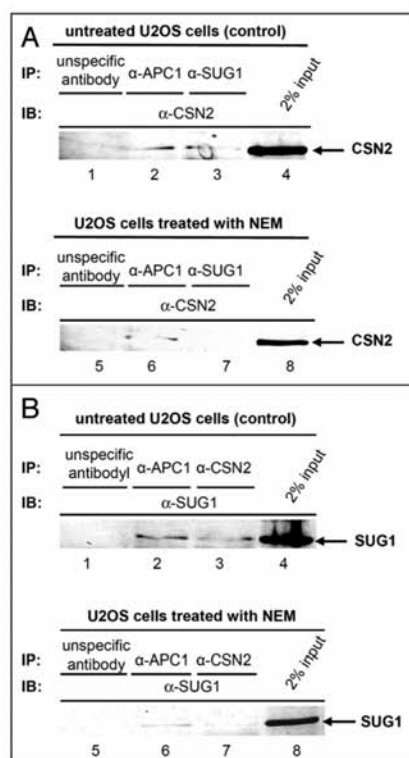 A
untreated U2OS cells (control)
unspecific
antibody
IP:
α-APC1 α-SUG1
2% input
IB:
α-CSN2
CSN2
1 2 3 4
U2OS cells treated with NEM
unspecific
antibody
IP:
α-APC1 α-SUG1
2% input
IB:
α-CSN2
CSN2
5 6 7 8
B
untreated U2OS cells (control)
unspecific
antibodyl
IP:
α-APC1 α-CSN2
2% input
IB:
α-SUG1
SUG1
1 2 3 4
U2OS cells treated with NEM
unspecific
antibody
IP:
α-APC1 α-CSN2
2% input
IB:
α-SUG1
SUG1
5 6 7 8